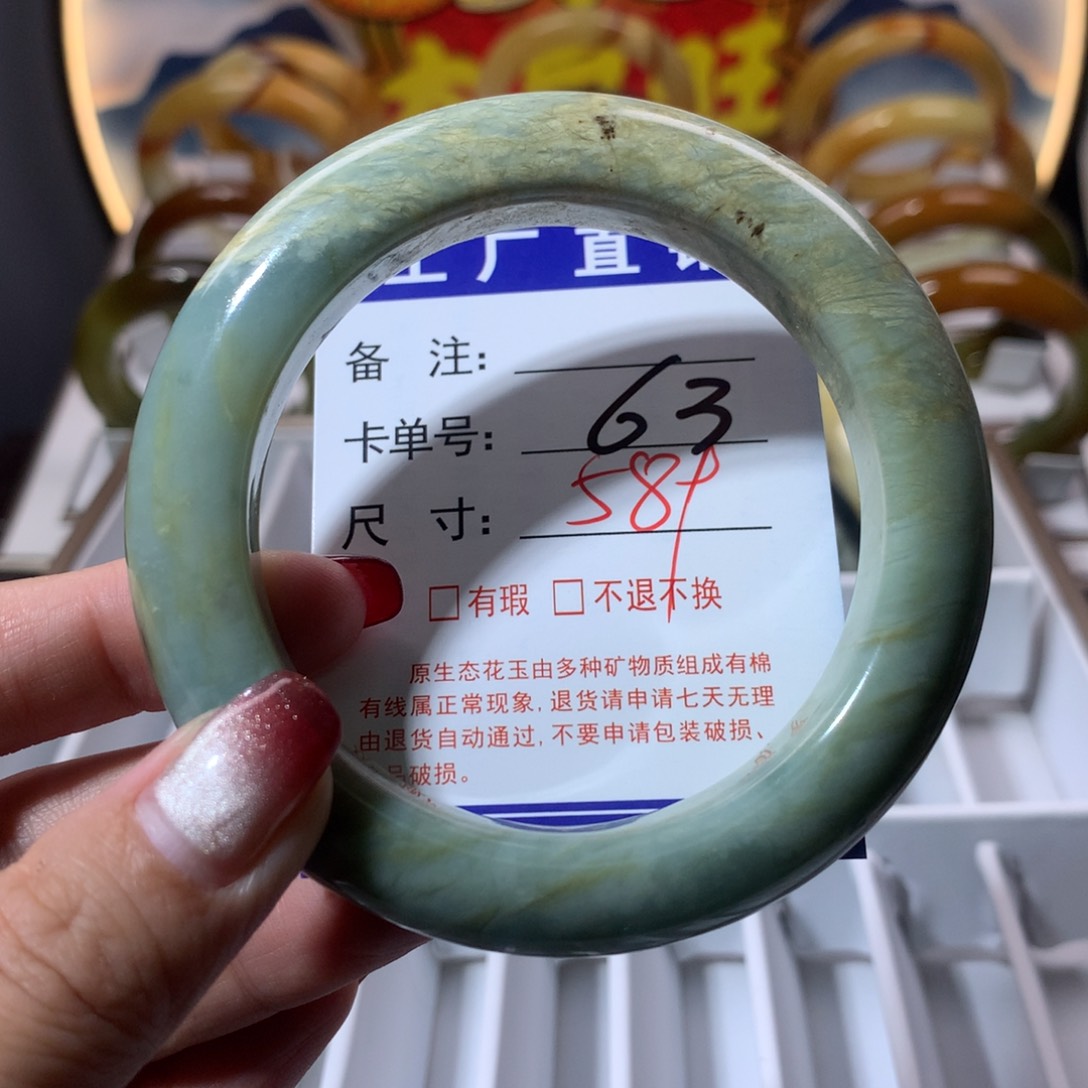 旺
工厂直销
备 注:
卡单号: 63
尺 寸: 58
□有瑕 □不退不换
原生态花玉由多种矿物质组成有棉
有线属正常现象,退货请申请七天无理
由退货自动通过,不要申请包装破损、
品破损。